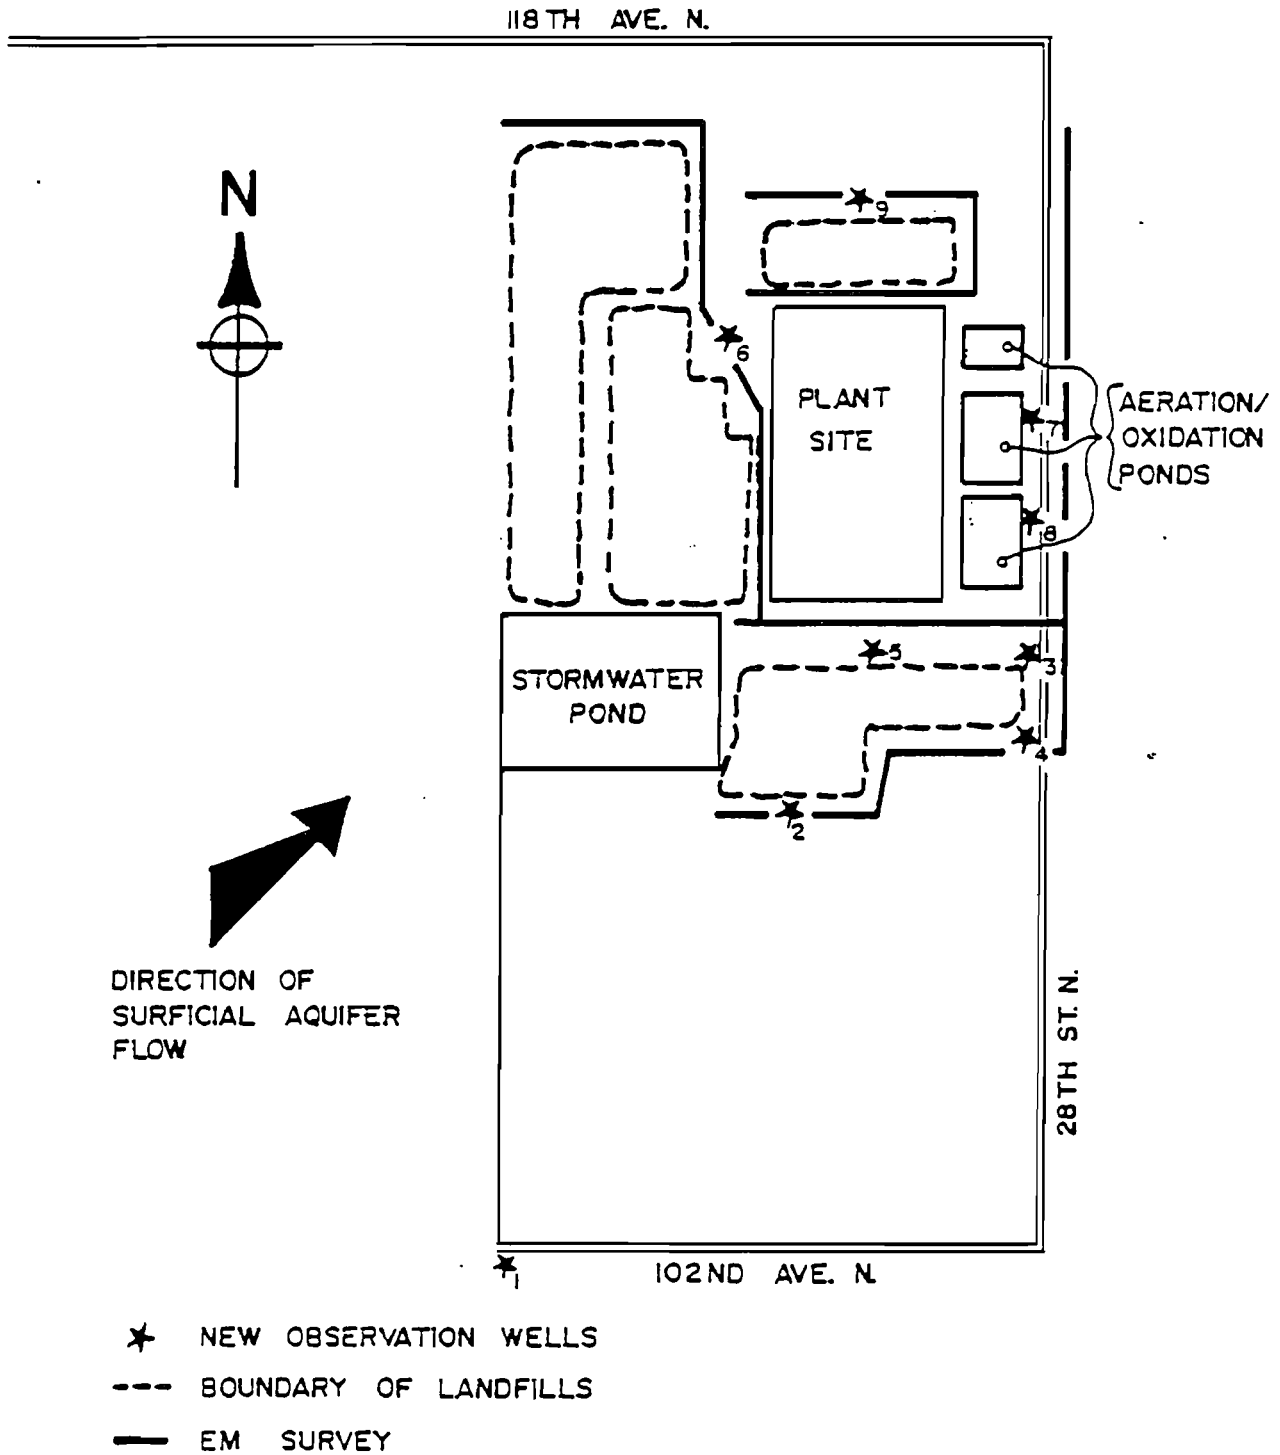 118TH AVE. N.
N
9
6
PLANT
SITE
AERATION/
OXIDATION
PONDS
7
8
5
3
STORMWATER
POND
4
2
DIRECTION OF
SURFICIAL AQUIFER
FLOW
28TH ST. N.
1
102ND AVE. N.
NEW OBSERVATION WELLS
BOUNDARY OF LANDFILLS
EM SURVEY